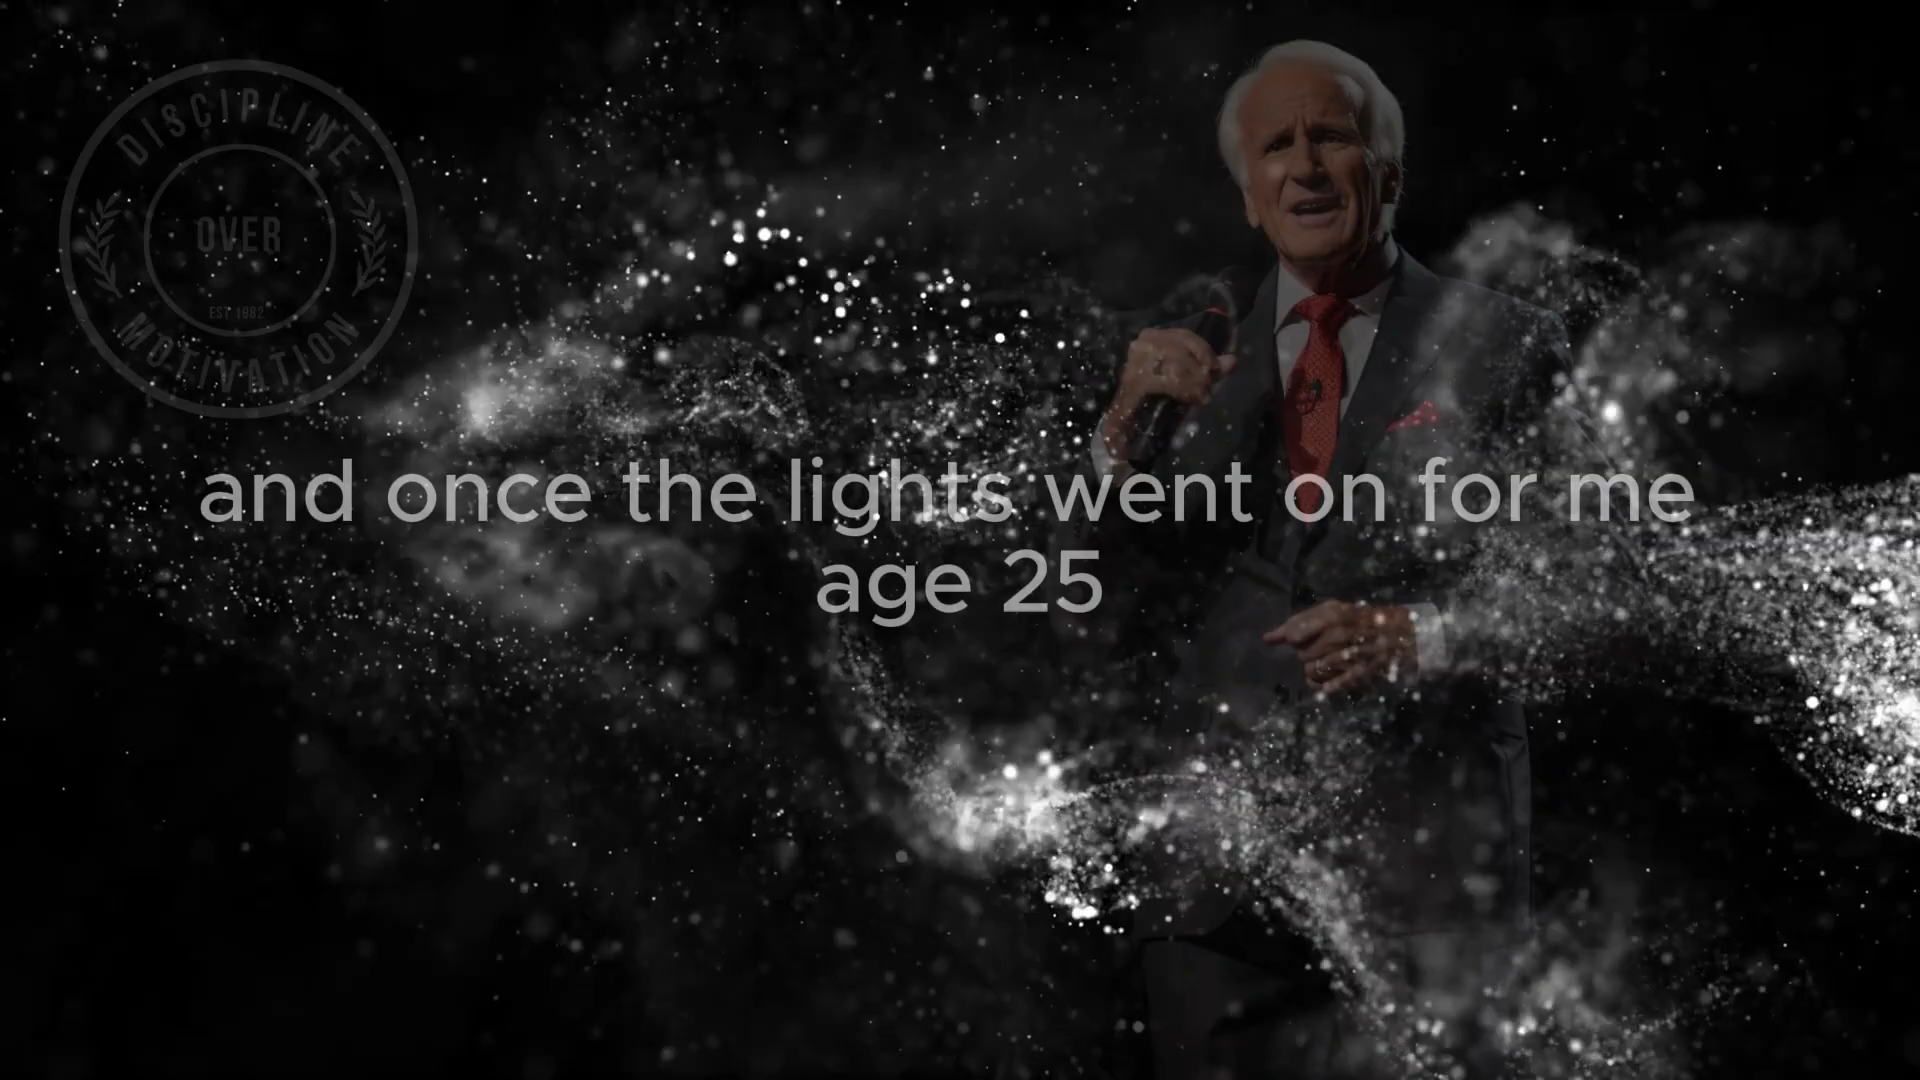 DISCIPLINE
OVER
EST 1982
MOTIVATION
and once the lights went on for me
age 25